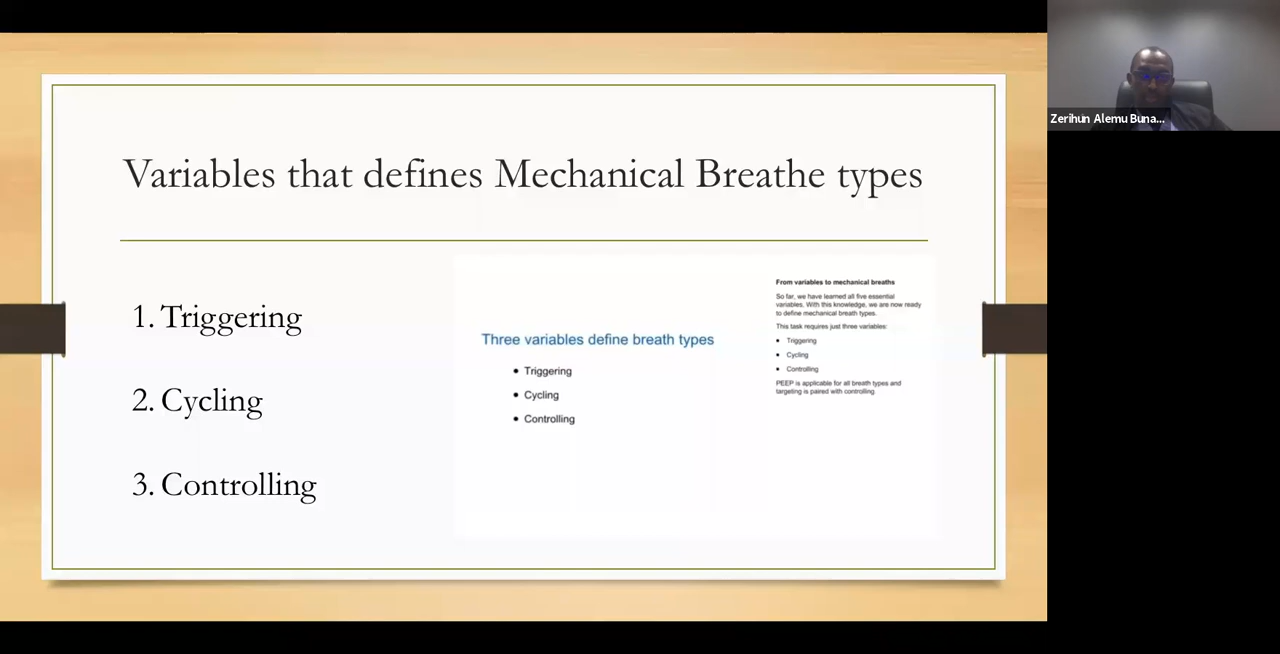 Variables that defines Mechanical Breathe types
1. Triggering
2. Cycling
3. Controlling
Three variables define breath types
• Triggering
• Cycling
• Controlling
From variables to mechanical breaths
So far, we have learned all five essential
variables. With this knowledge, we are now ready
to define mechanical breath types.
This task requires just three variables:
• Triggering
• Cycling
• Controlling
PEEP is applicable for all breath types and
targeting is paired with controlling
Zerihun Alemu Buna...